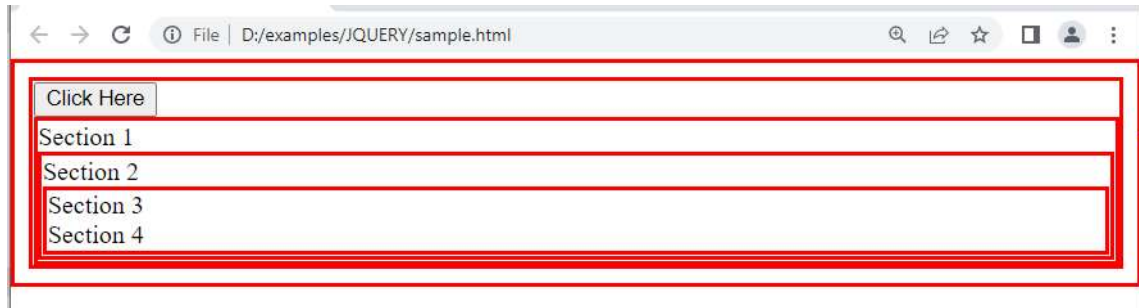 File | D:/examples/JQUERY/sample.html
Click Here
Section 1
Section 2
Section 3
Section 4